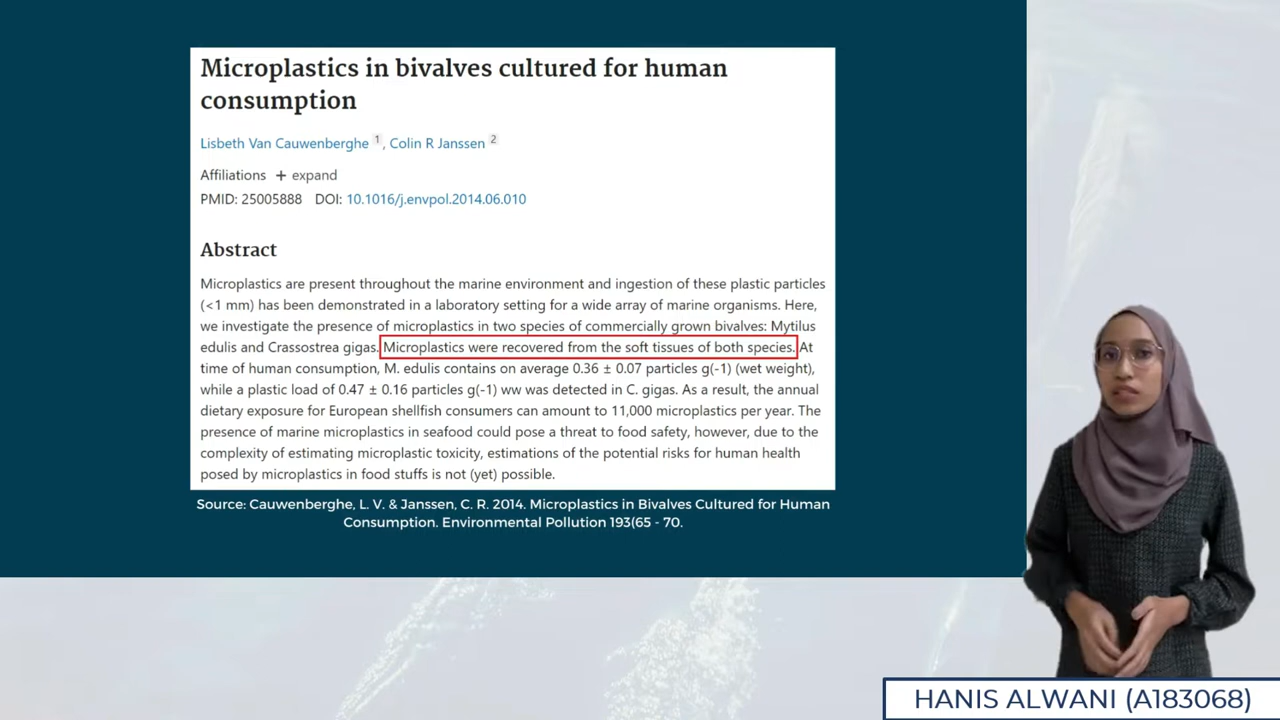 Microplastics in bivalves cultured for human
consumption
Lisbeth Van Cauwenberghe 1, Colin R Janssen 2
Affiliations + expand
PMID: 25005888 DOI: 10.1016/j.envpol.2014.06.010
Abstract
Microplastics are present throughout the marine environment and ingestion of these plastic particles
(<1 mm) has been demonstrated in a laboratory setting for a wide array of marine organisms. Here,
we investigate the presence of microplastics in two species of commercially grown bivalves: Mytilus
edulis and Crassostrea gigas. Microplastics were recovered from the soft tissues of both species. At
time of human consumption, M. edulis contains on average 0.36 ± 0.07 particles g(-1) (wet weight),
while a plastic load of 0.47 ± 0.16 particles g(-1) ww was detected in C. gigas. As a result, the annual
dietary exposure for European shellfish consumers can amount to 11,000 microplastics per year. The
presence of marine microplastics in seafood could pose a threat to food safety, however, due to the
complexity of estimating microplastic toxicity, estimations of the potential risks for human health
posed by microplastics in food stuffs is not (yet) possible.
Source: Cauwenberghe, L. V. & Janssen, C. R. 2014. Microplastics in Bivalves Cultured for Human
Consumption. Environmental Pollution 193(65 - 70.
HANIS ALWANI (A183068)